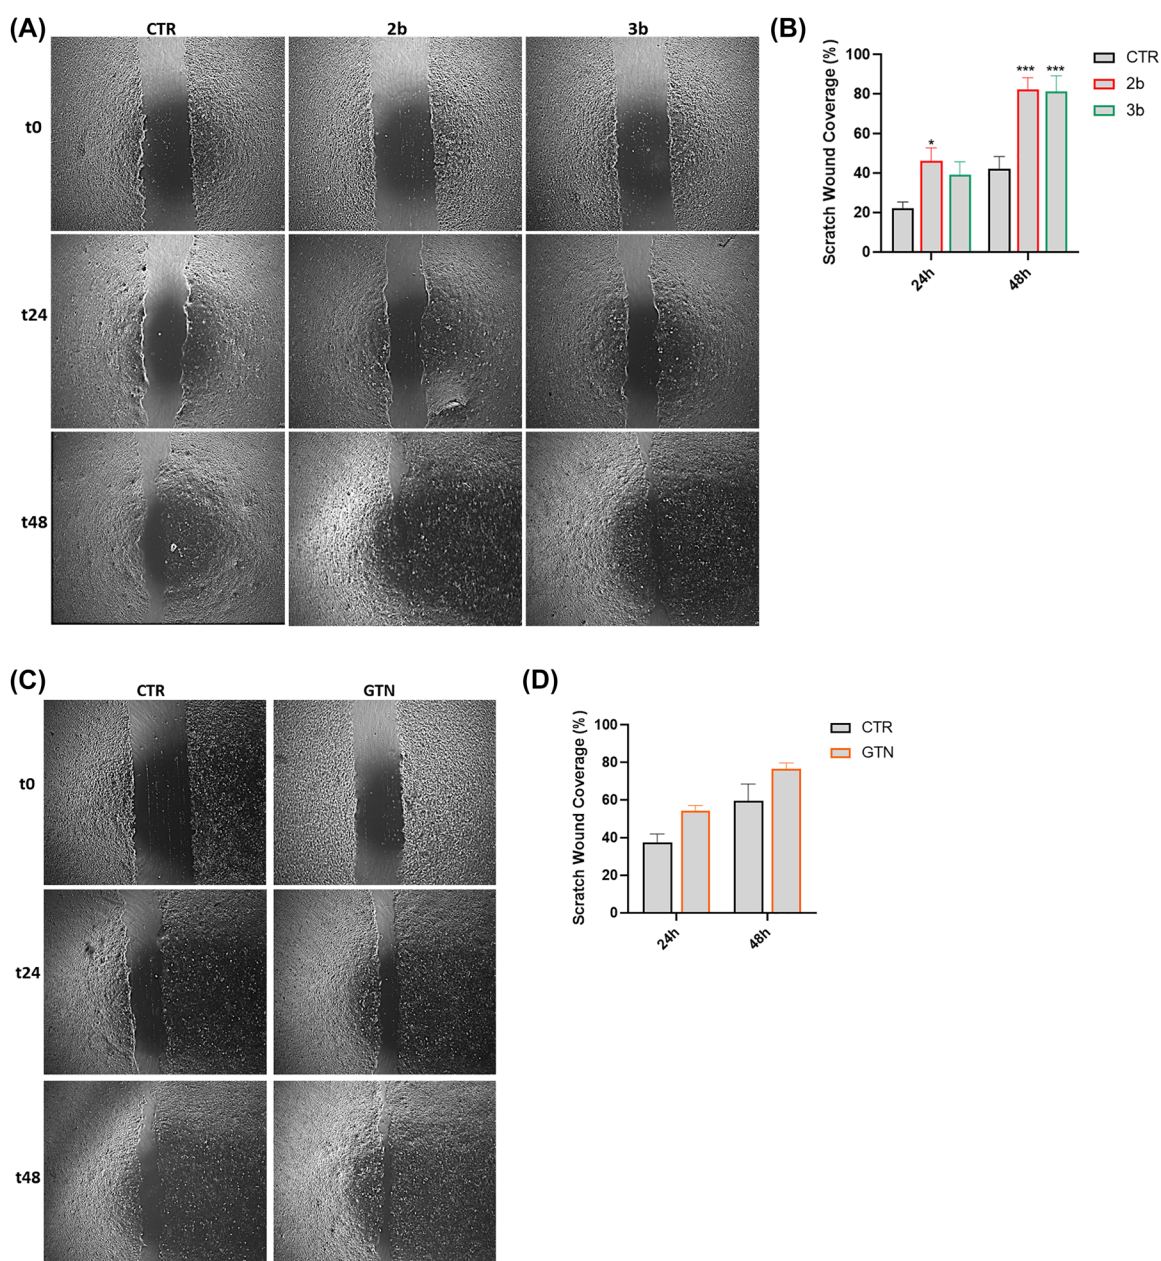 (A)
CTR 2b 3b
t0
t24
t48
(B)
Scratch Wound Coverage (%)
100
80
60
40
20
0
* *** ***
24h 48h
CTR
2b
3b
(C)
CTR GTN
t0
t24
t48
(D)
Scratch Wound Coverage (%)
100
80
60
40
20
0
24h 48h
CTR
GTN